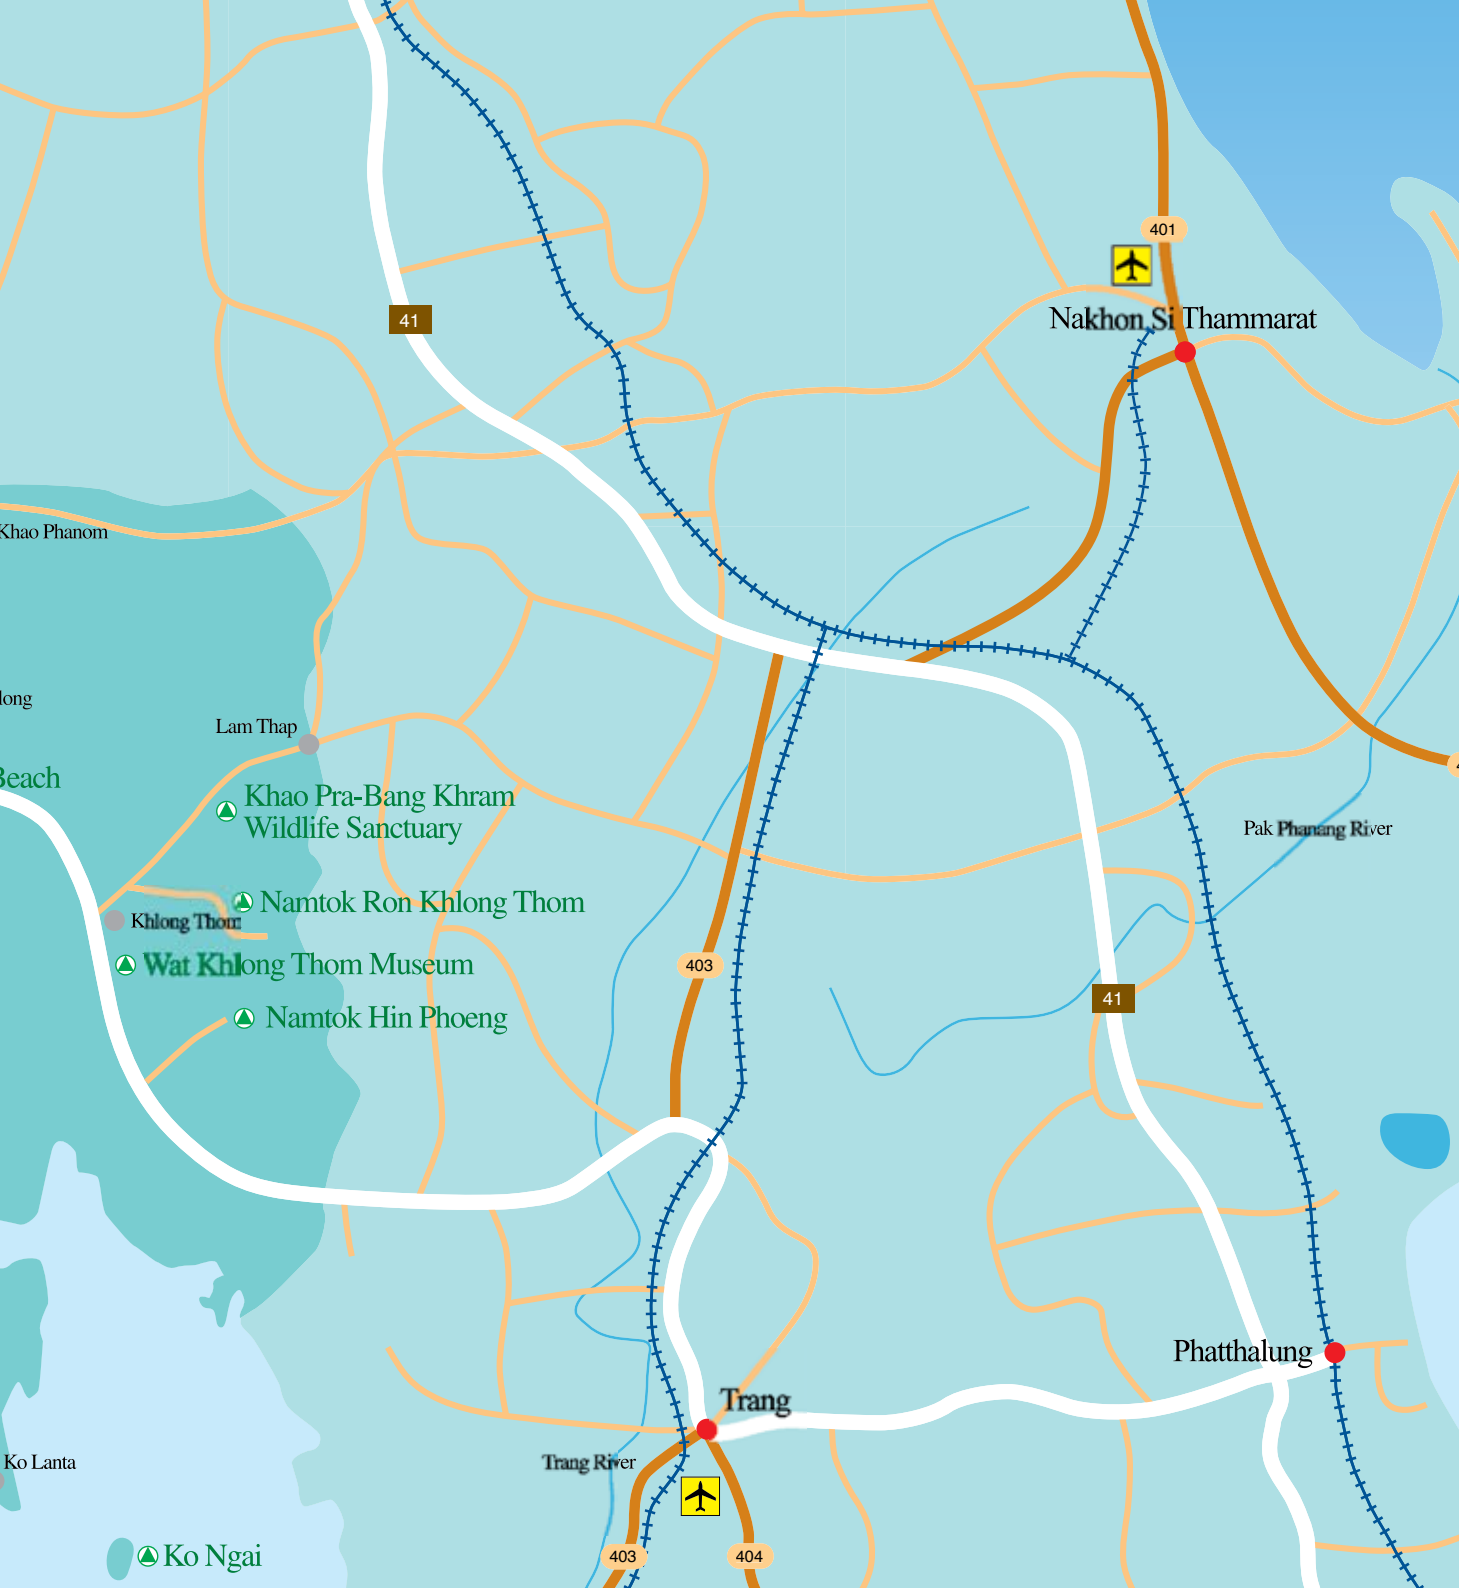 401
Nakhon Si Thammarat
41
Khao Phanom
long
Lam Thap
Beach
Khao Pra-Bang Khram
Wildlife Sanctuary
Pak Phanang River
Namtok Ron Khlong Thom
Khlong Thom
Wat Khlong Thom Museum
403
41
Namtok Hin Phoeng
Phatthalung
Trang
Trang River
Ko Lanta
Ko Ngai
403
404